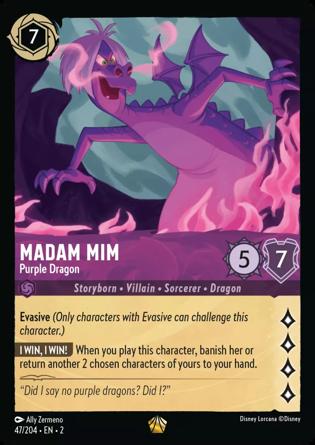 7
MADAM MIM
Purple Dragon
5 7
Storyborn • Villain • Sorcerer • Dragon
Evasive (Only characters with Evasive can challenge this
character.)
I WIN, I WIN! When you play this character, banish her or
return another 2 chosen characters of yours to your hand.
“Did I say no purple dragons? Did I?”
Ally Zermeno
47/204 • EN • 2
Disney Lorcana ©Disney